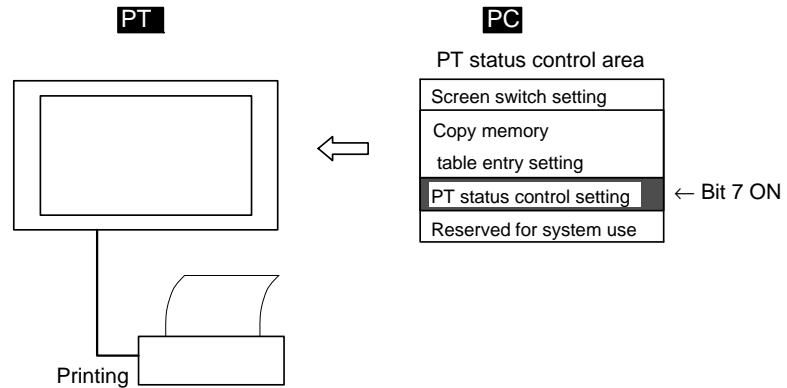 PT
PC
PT status control area
Screen switch setting
Copy memory
table entry setting
PT status control setting
← Bit 7 ON
Reserved for system use
Printing